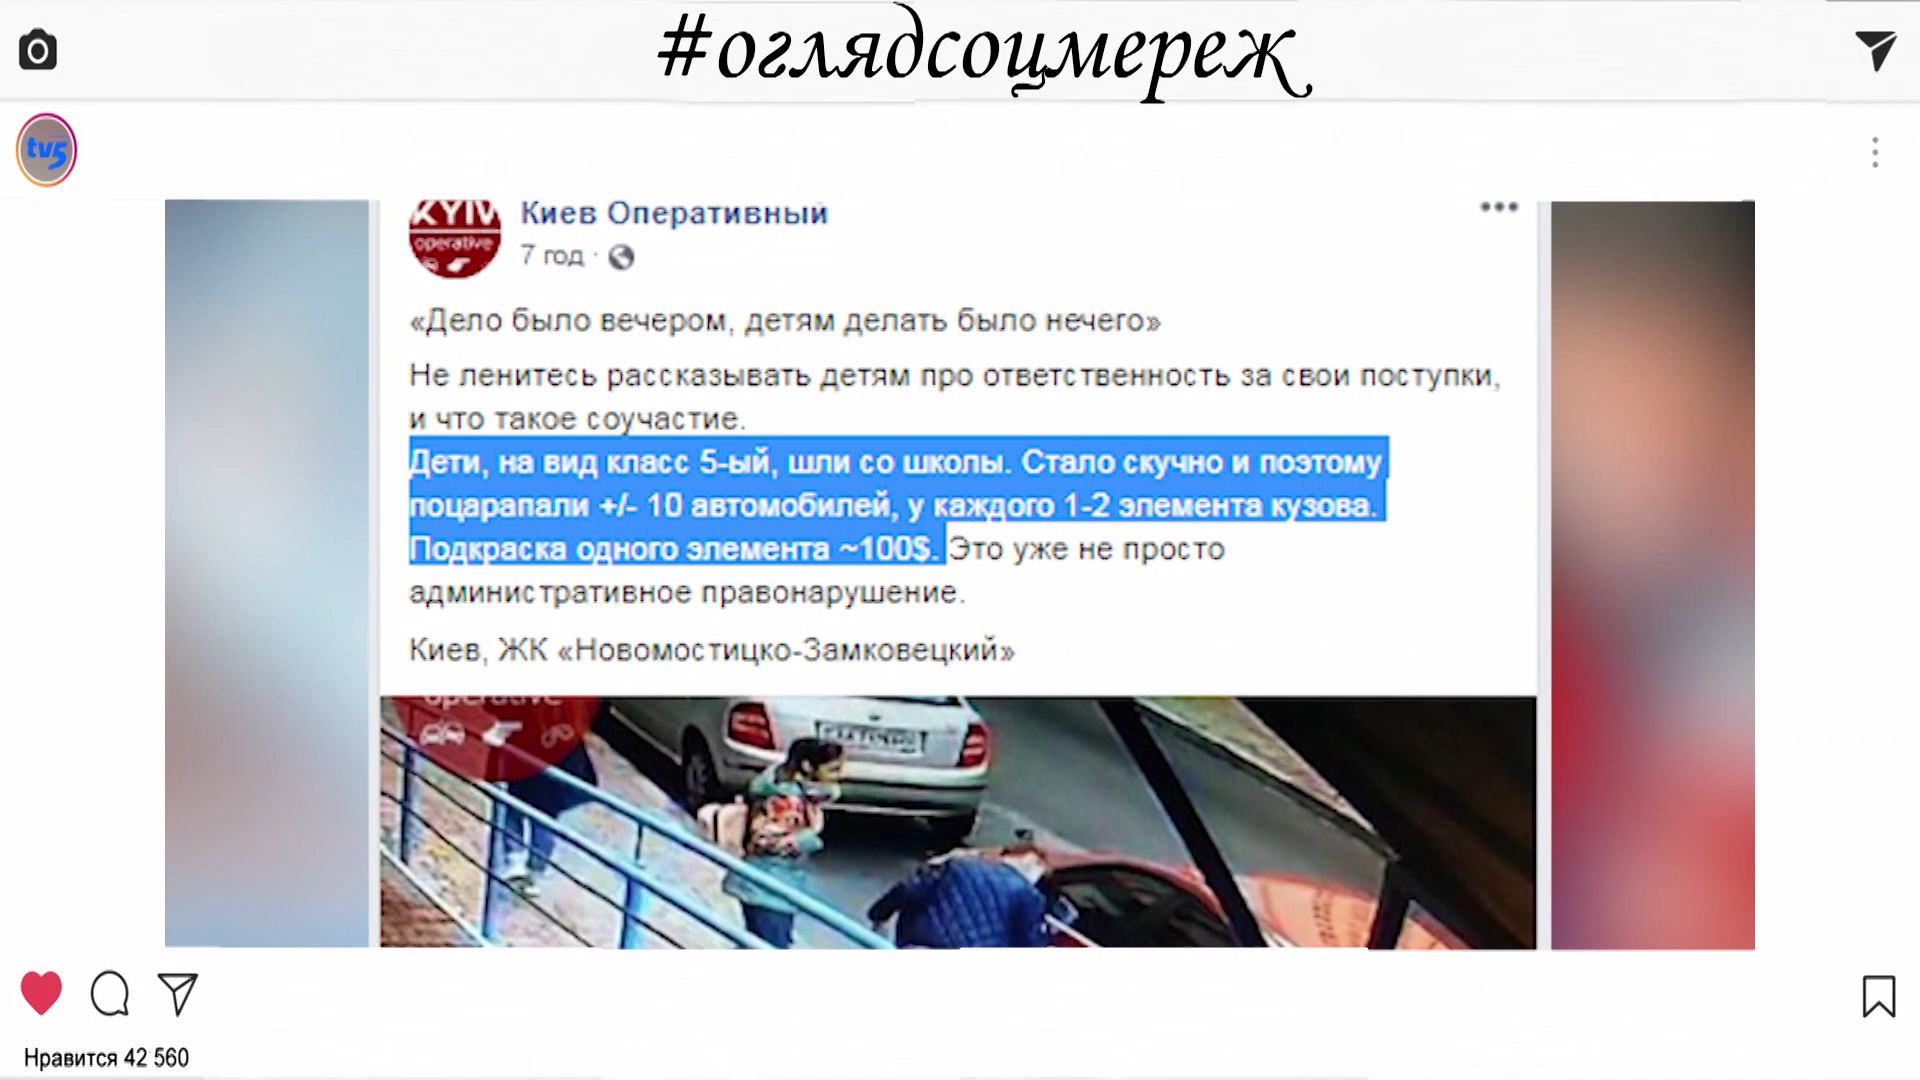 #оглядсоцмереж
tv5
KYIV
operative
Киев Оперативный
7 год ·
«Дело было вечером, детям делать было нечего»
Не ленитесь рассказывать детям про ответственность за свои поступки,
и что такое соучастие.
Дети, на вид класс 5-ый, шли со школы. Стало скучно и поэтому
поцарапали +/- 10 автомобилей, у каждого 1-2 элемента кузова.
Подкраска одного элемента ~100$. Это уже не просто
административное правонарушение.
Киев, ЖК «Новомостицко-Замковецкий»
operative
Нравится 42 560